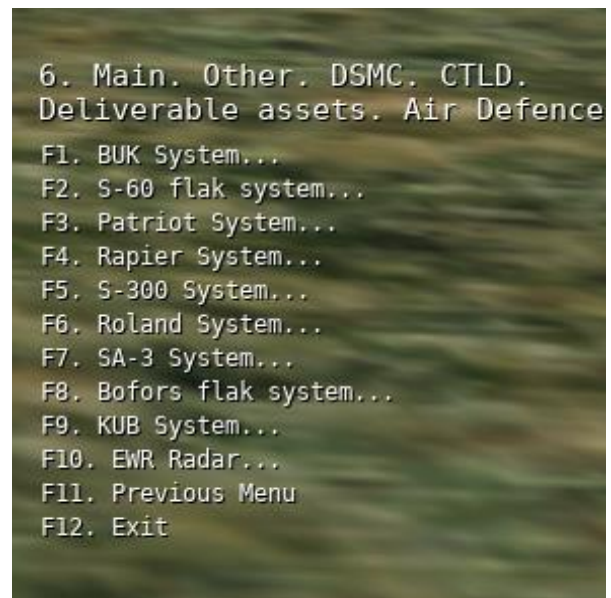 6. Main. Other. DSMC. CTLD.
Deliverable assets. Air Defence
F1. BUK System...
F2. S-60 flak system...
F3. Patriot System...
F4. Rapier System...
F5. S-300 System...
F6. Roland System...
F7. SA-3 System...
F8. Bofors flak system...
F9. KUB System...
F10. EWR Radar...
F11. Previous Menu
F12. Exit